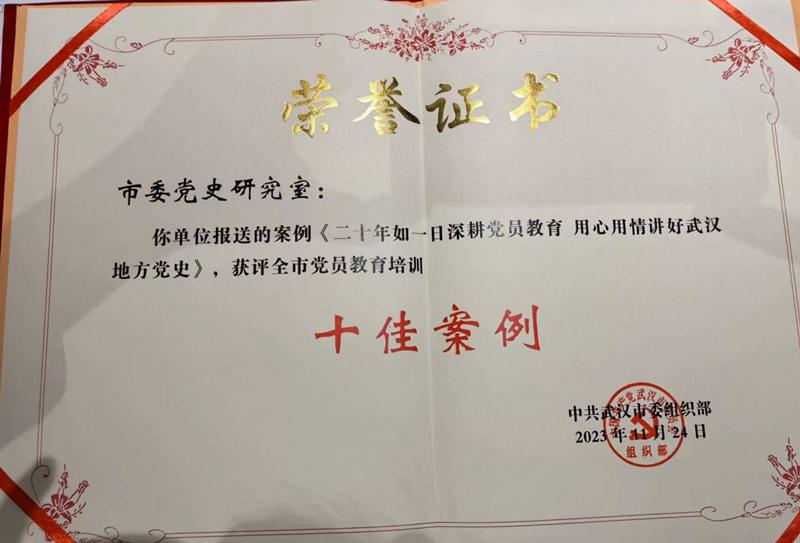 荣誉证书
市委党史研究室：
你单位报送的案例《二十年如一日深耕党员教育 用心用情讲好武汉
地方党史》，获评全市党员教育培训
十佳案例
中共武汉市委组织部
2023年11月24日
组织部